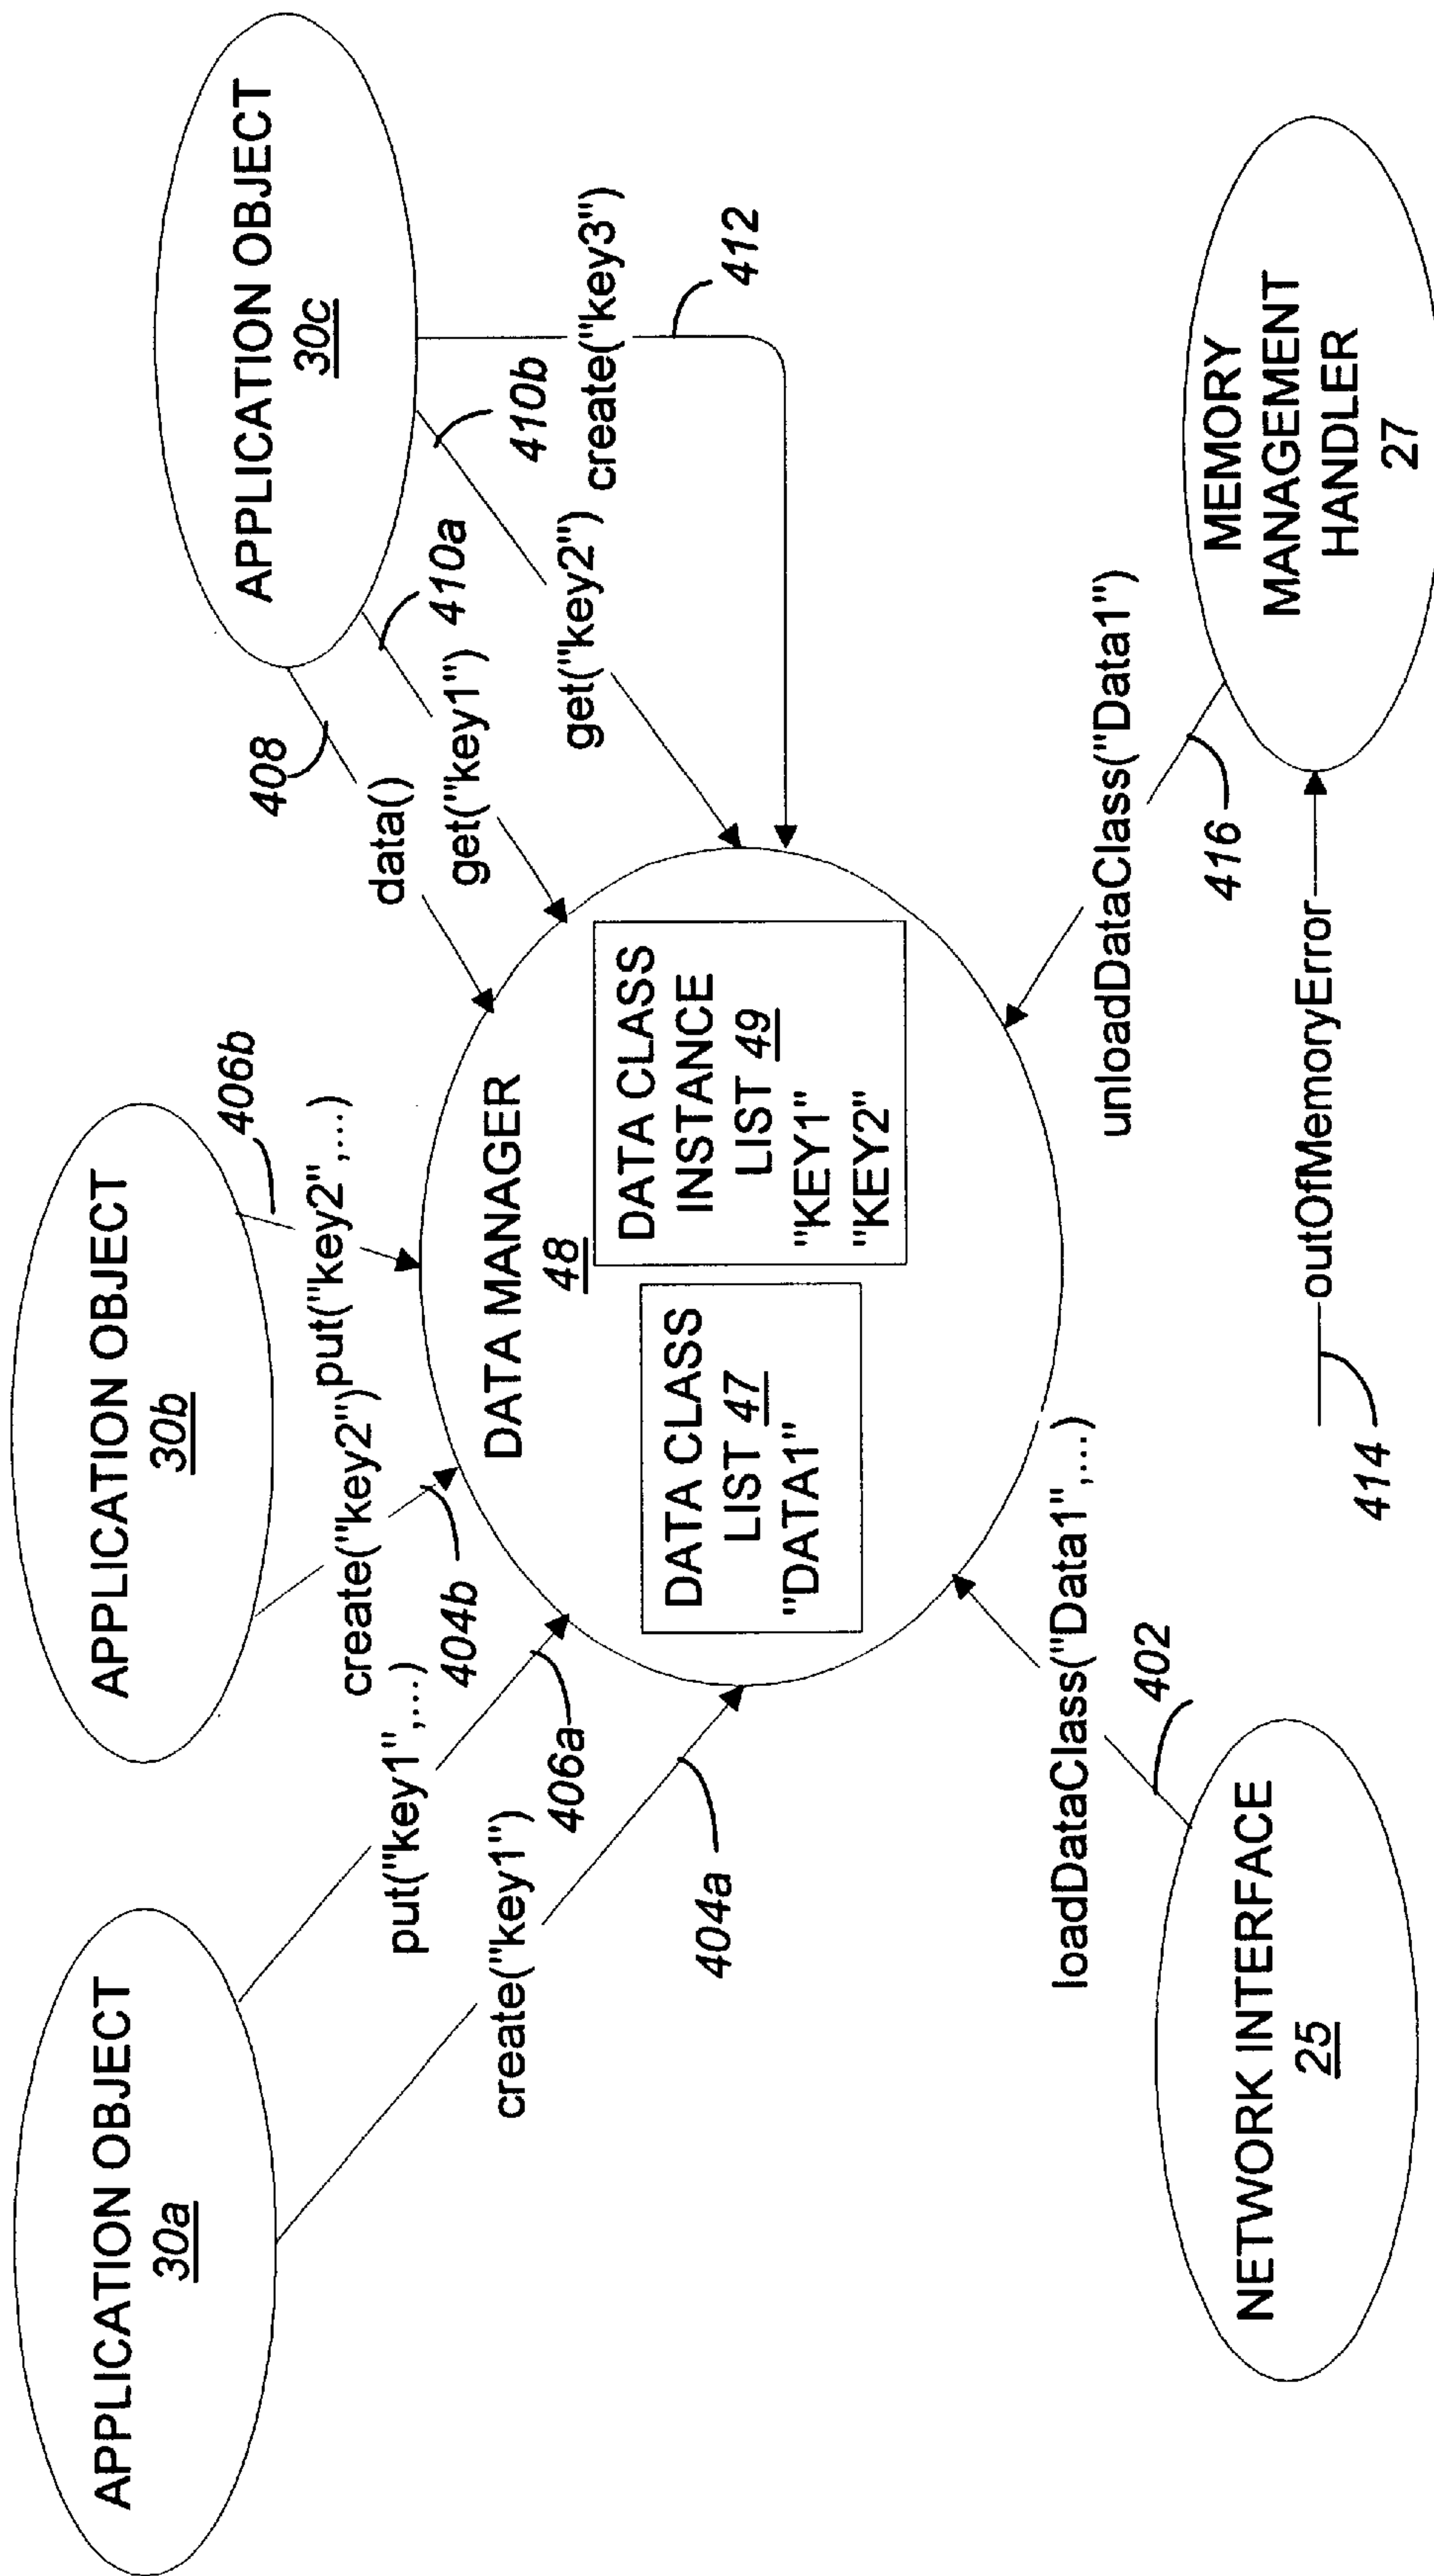 APPLICATION OBJECT
30a
APPLICATION OBJECT
30b
APPLICATION OBJECT
30c
put("key1",...)
406a
create("key1")
404a
create("key2")
404b
put("key2",...)
406b
408
data()
410a
get("key1")
410b
get("key2")
create("key3")
412
DATA MANAGER
48
DATA CLASS
LIST 47
"DATA1"
DATA CLASS
INSTANCE
LIST 49
"KEY1"
"KEY2"
loadDataClass("Data1",...)
402
NETWORK INTERFACE
25
unloadDataClass("Data1")
416
outOfMemoryError
414
MEMORY
MANAGEMENT
HANDLER
27